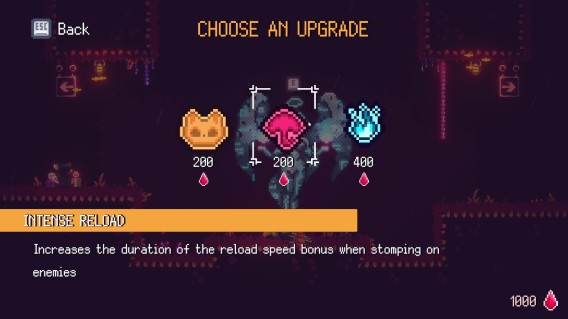 ESC Back
CHOOSE AN UPGRADE
200 200 400
INTENSE RELOAD
Increases the duration of the reload speed bonus when stomping on
enemies
1000